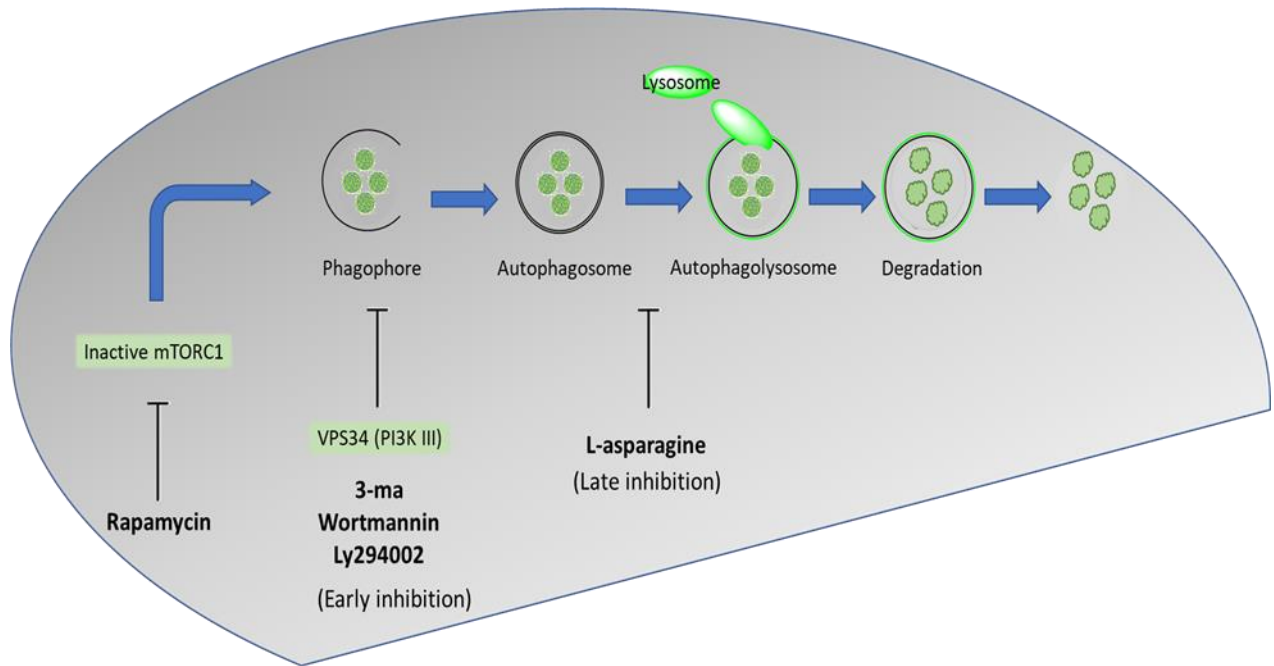 Lysosome
Phagophore
Autophagosome
Autophagolysosome
Degradation
Inactive mTORC1
Rapamycin
VPS34 (PI3K III)
3-ma
Wortmannin
Ly294002
(Early inhibition)
L-asparagine
(Late inhibition)